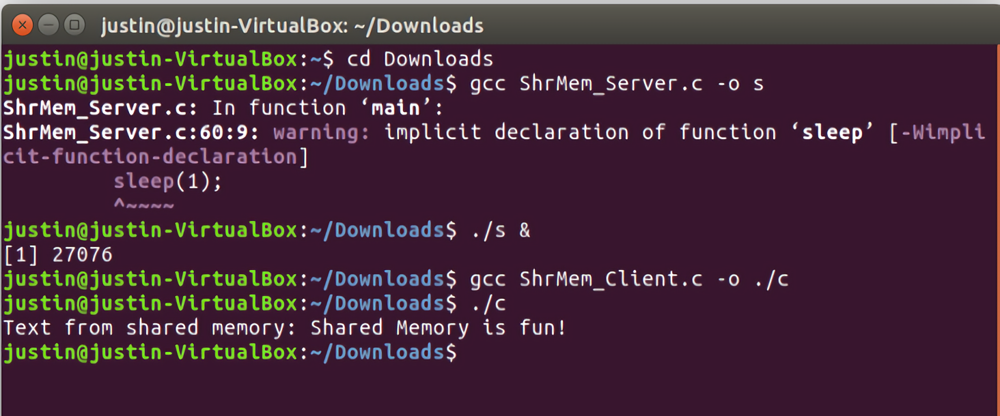 justin@justin-VirtualBox: ~/Downloads
justin@justin-VirtualBox:~$ cd Downloads
justin@justin-VirtualBox:~/Downloads$ gcc ShrMem_Server.c -o s
ShrMem_Server.c: In function ‘main’:
ShrMem_Server.c:60:9: warning: implicit declaration of function ‘sleep’ [-Wimpli
cit-function-declaration]
         sleep(1);
         ^~~~~
justin@justin-VirtualBox:~/Downloads$ ./s &
[1] 27076
justin@justin-VirtualBox:~/Downloads$ gcc ShrMem_Client.c -o ./c
justin@justin-VirtualBox:~/Downloads$ ./c
Text from shared memory: Shared Memory is fun!
justin@justin-VirtualBox:~/Downloads$